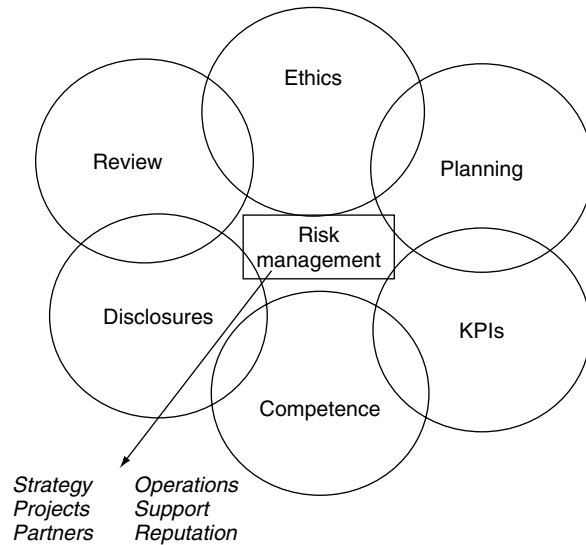 Ethics
Review
Planning
Risk
management
Disclosures
KPIs
Competence
Strategy Operations
Projects Support
Partners Reputation